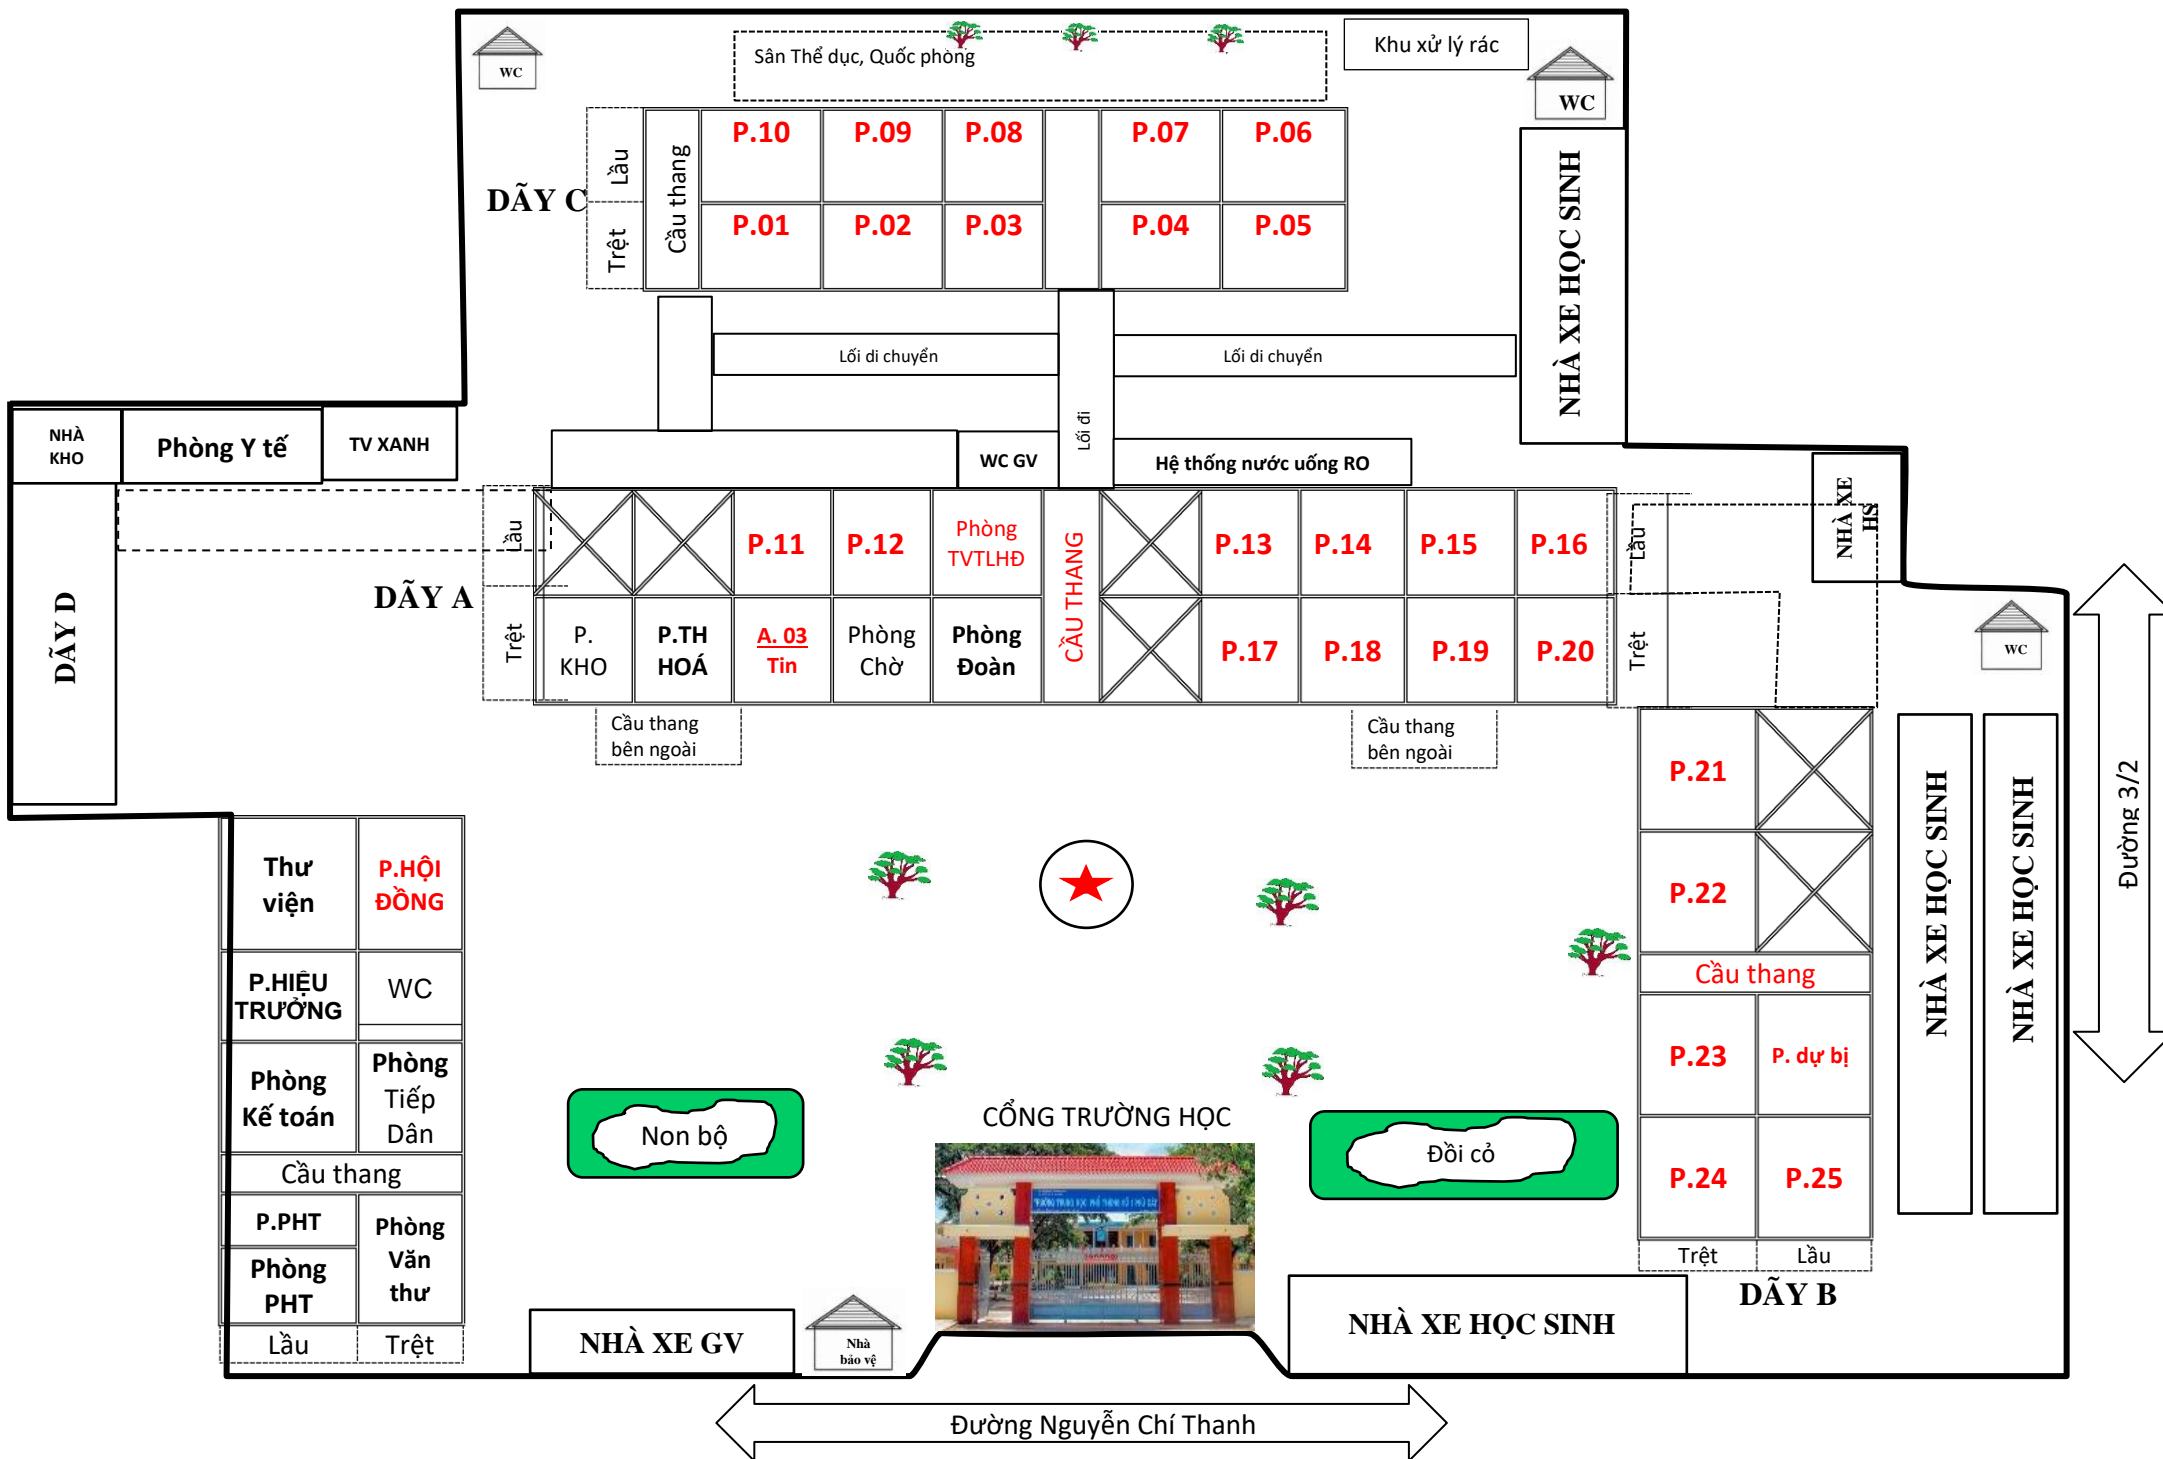 WC
Sân Thể dục, Quốc phòng
Khu xử lý rác
WC
DÃY C
Lầu
Trệt
Cầu thang
P.10
P.09
P.08
P.07
P.06
P.01
P.02
P.03
P.04
P.05
NHÀ XE HỌC SINH
Lối di chuyển
Lối di chuyển
Lối đi
NHÀ
KHO
Phòng Y tế
TV XANH
WC GV
Hệ thống nước uống RO
NHÀ XE
HS
DÃY D
DÃY A
Lầu
Trệt
P.11
P.12
Phòng
TVTLHĐ
CẦU THANG
P.13
P.14
P.15
P.16
Lầu
Trệt
P.
KHO
P.TH
HOÁ
A. 03
Tin
Phòng
Chờ
Phòng
Đoàn
P.17
P.18
P.19
P.20
WC
Cầu thang
bên ngoài
Cầu thang
bên ngoài
Đường 3/2
P.21
P.22
Cầu thang
P.23
P. dự bị
P.24
P.25
Trệt
Lầu
DÃY B
NHÀ XE HỌC SINH
NHÀ XE HỌC SINH
Thư
viện
P.HỘI
ĐỒNG
P.HIỆU
TRƯỞNG
WC
Phòng
Kế toán
Phòng
Tiếp
Dân
Cầu thang
P.PHT
Phòng
PHT
Phòng
Văn
thư
Lầu
Trệt
Non bộ
CỔNG TRƯỜNG HỌC
Đồi cỏ
NHÀ XE GV
Nhà
bảo vệ
NHÀ XE HỌC SINH
Đường Nguyễn Chí Thanh